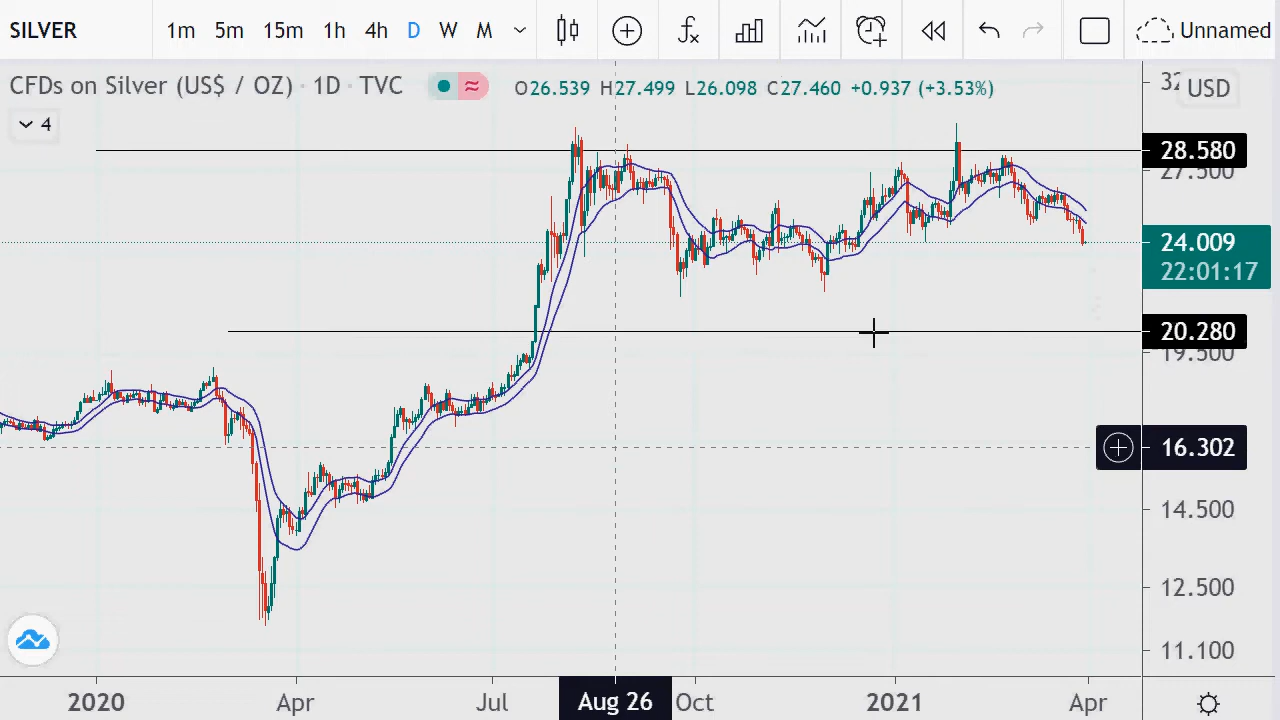 SILVER 1m 5m 15m 1h 4h D W M Unnamed
CFDs on Silver (US$ / OZ) · 1D · TVC O26.539 H27.499 L26.098 C27.460 +0.937 (+3.53%)
USD
4
28.580
27.500
24.009
22:01:17
20.280
19.500
16.302
14.500
12.500
11.100
2020 Apr Jul Aug 26 Oct 2021 Apr